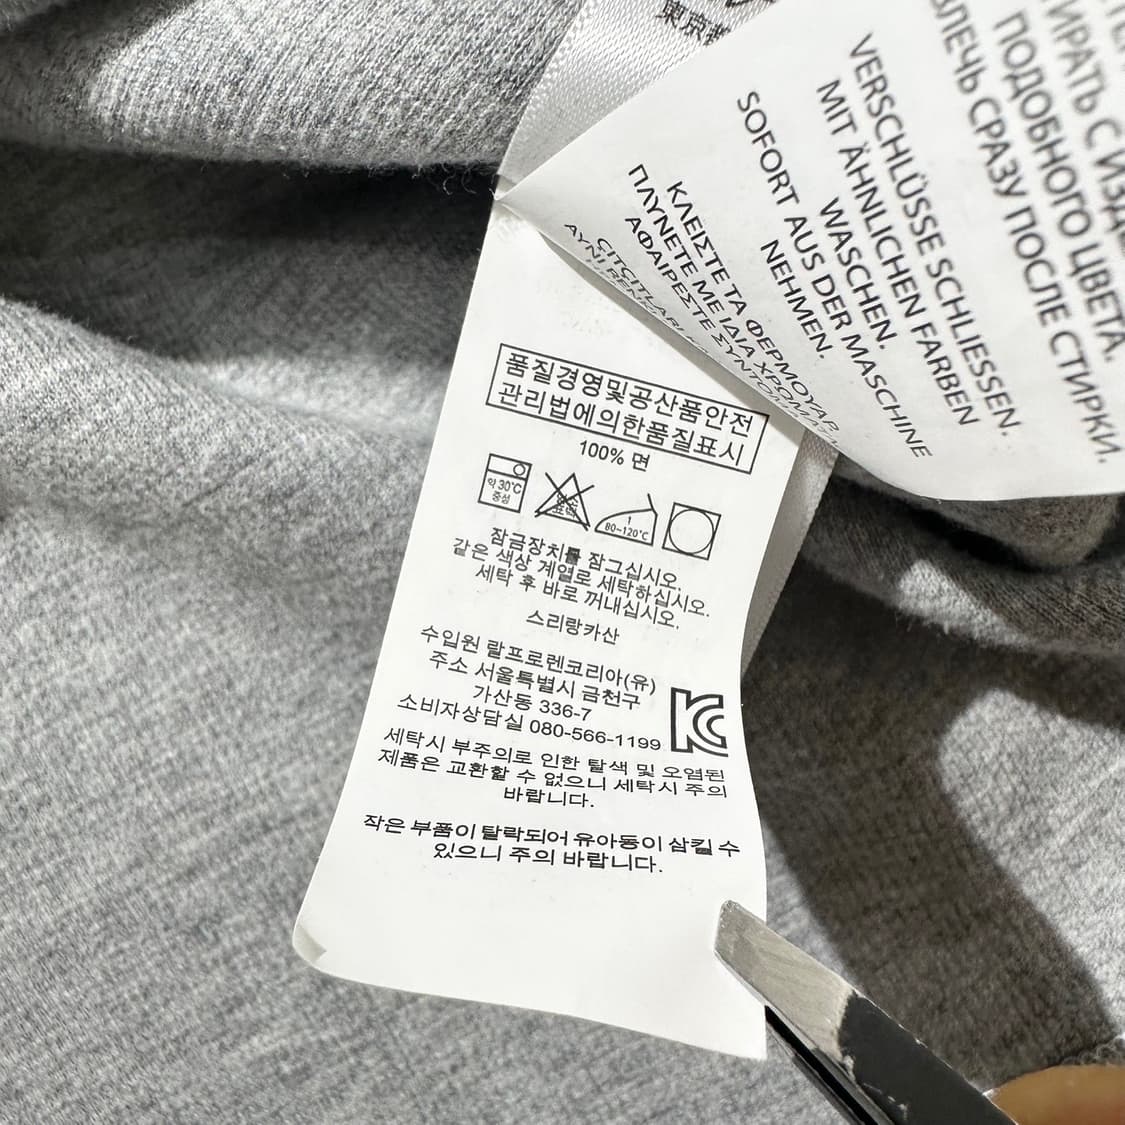 東京都
ПОДОБНОГО ЦВЕТА.
СРАЗУ ПОСЛЕ СТИРКИ.
VERSCHLÜSSE SCHLIESSEN.
MIT ÄHNLICHEN FARBEN
WASCHEN.
SOFORT AUS DER MASCHINE
NEHMEN.
ΚΛΕΙΣΤΕ ΤΑ ΦΕΡΜΟΥΑΡ
ΠΛΥΝΕΤΕ ΜΕ ΙΔΙΑ ΧΡΩΜΑΤΑ
ΑΦΑΙΡΕΣΤΕ ΣΥΝΤΟΜΑ
AYNI RENK
품질경영및공산품안전
관리법에의한품질표시
100% 면
약 30°C
중성
표백
80~120°C
잠금장치를 잠그십시오.
같은 색상 계열로 세탁하십시오.
세탁 후 바로 꺼내십시오.
스리랑카산
수입원 랄프로렌코리아(유)
주소 서울특별시 금천구
가산동 336-7
소비자상담실 080-566-1199
세탁시 부주의로 인한 탈색 및 오염된
제품은 교환할 수 없으니 세탁시 주의
바랍니다.
작은 부품이 탈락되어 유아동이 삼킬 수
있으니 주의 바랍니다.